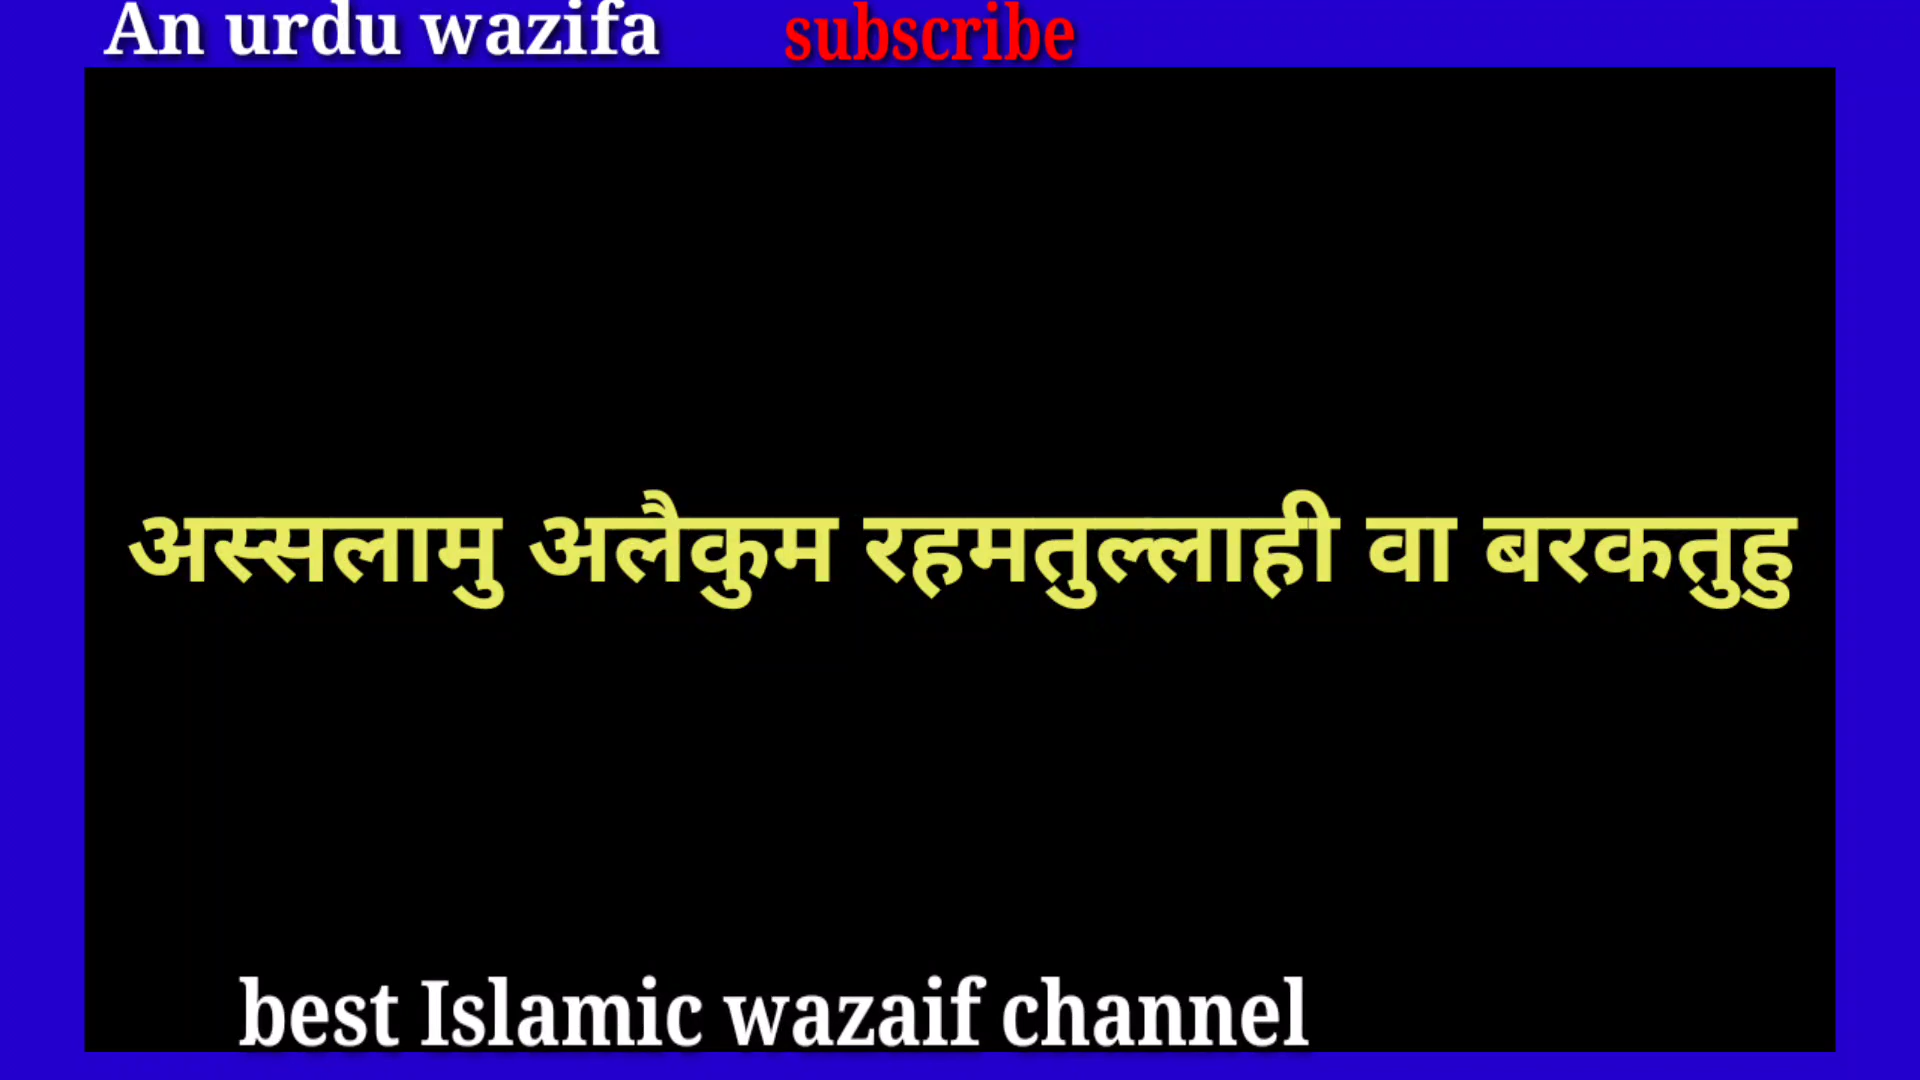 An urdu wazifa subscribe
अस्सलामु अलैकुम रहमतुल्लाही वा बरकतुहु
best Islamic wazaif channel